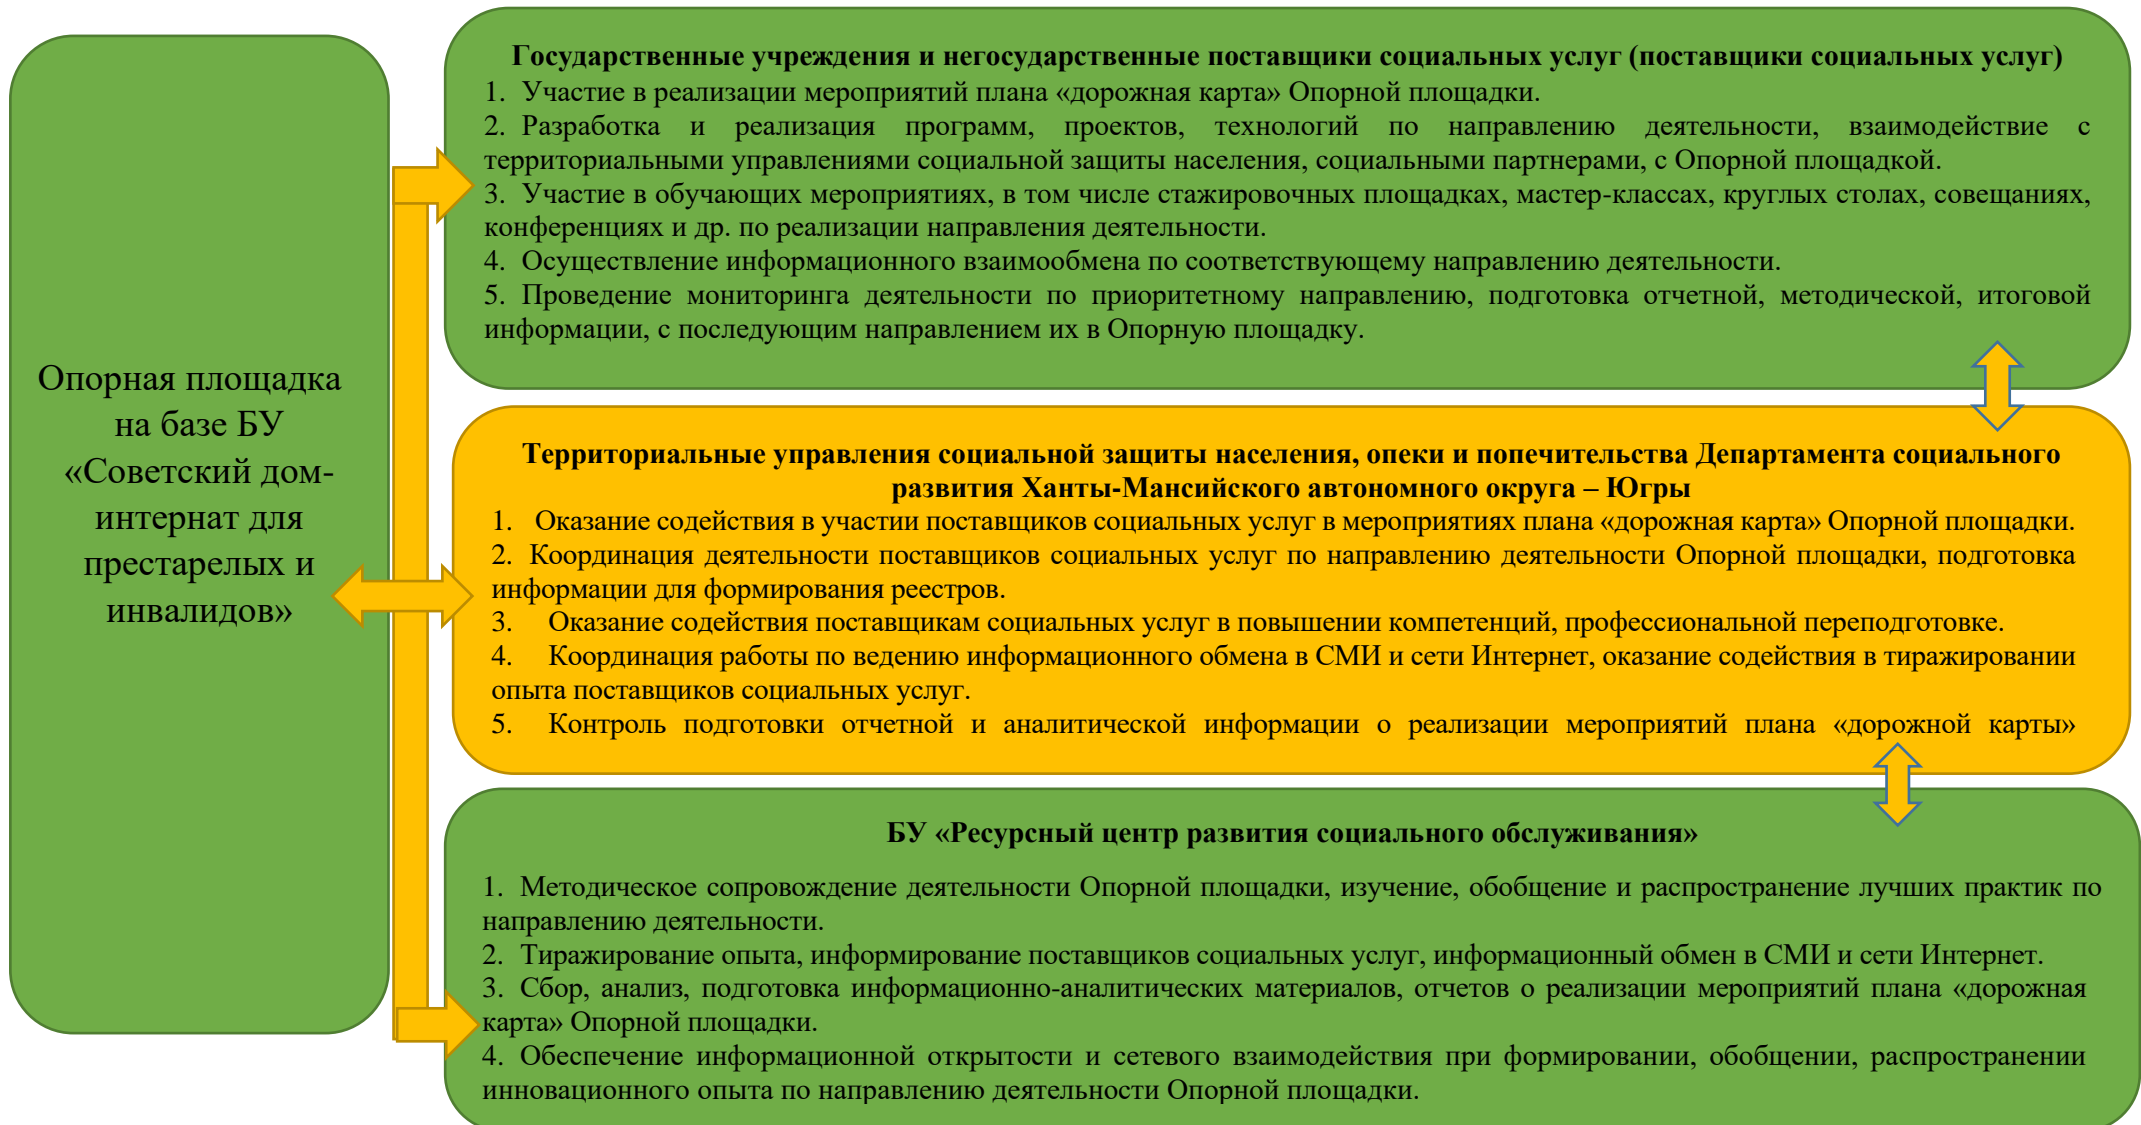 Опорная площадка
на базе БУ
«Советский дом-
интернат для
престарелых и
инвалидов»
Государственные учреждения и негосударственные поставщики социальных услуг (поставщики социальных услуг)
1. Участие в реализации мероприятий плана «дорожная карта» Опорной площадки.
2. Разработка и реализация программ, проектов, технологий по направлению деятельности, взаимодействие с
территориальными управлениями социальной защиты населения, социальными партнерами, с Опорной площадкой.
3. Участие в обучающих мероприятиях, в том числе стажировочных площадках, мастер-классах, круглых столах, совещаниях,
конференциях и др. по реализации направления деятельности.
4. Осуществление информационного взаимообмена по соответствующему направлению деятельности.
5. Проведение мониторинга деятельности по приоритетному направлению, подготовка отчетной, методической, итоговой
информации, с последующим направлением их в Опорную площадку.
Территориальные управления социальной защиты населения, опеки и попечительства Департамента социального
развития Ханты-Мансийского автономного округа – Югры
1. Оказание содействия в участии поставщиков социальных услуг в мероприятиях плана «дорожная карта» Опорной площадки.
2. Координация деятельности поставщиков социальных услуг по направлению деятельности Опорной площадки, подготовка
информации для формирования реестров.
3. Оказание содействия поставщикам социальных услуг в повышении компетенций, профессиональной переподготовке.
4. Координация работы по ведению информационного обмена в СМИ и сети Интернет, оказание содействия в тиражировании
опыта поставщиков социальных услуг.
5. Контроль подготовки отчетной и аналитической информации о реализации мероприятий плана «дорожной карты»
БУ «Ресурсный центр развития социального обслуживания»
1. Методическое сопровождение деятельности Опорной площадки, изучение, обобщение и распространение лучших практик по
направлению деятельности.
2. Тиражирование опыта, информирование поставщиков социальных услуг, информационный обмен в СМИ и сети Интернет.
3. Сбор, анализ, подготовка информационно-аналитических материалов, отчетов о реализации мероприятий плана «дорожная
карта» Опорной площадки.
4. Обеспечение информационной открытости и сетевого взаимодействия при формировании, обобщении, распространении
инновационного опыта по направлению деятельности Опорной площадки.